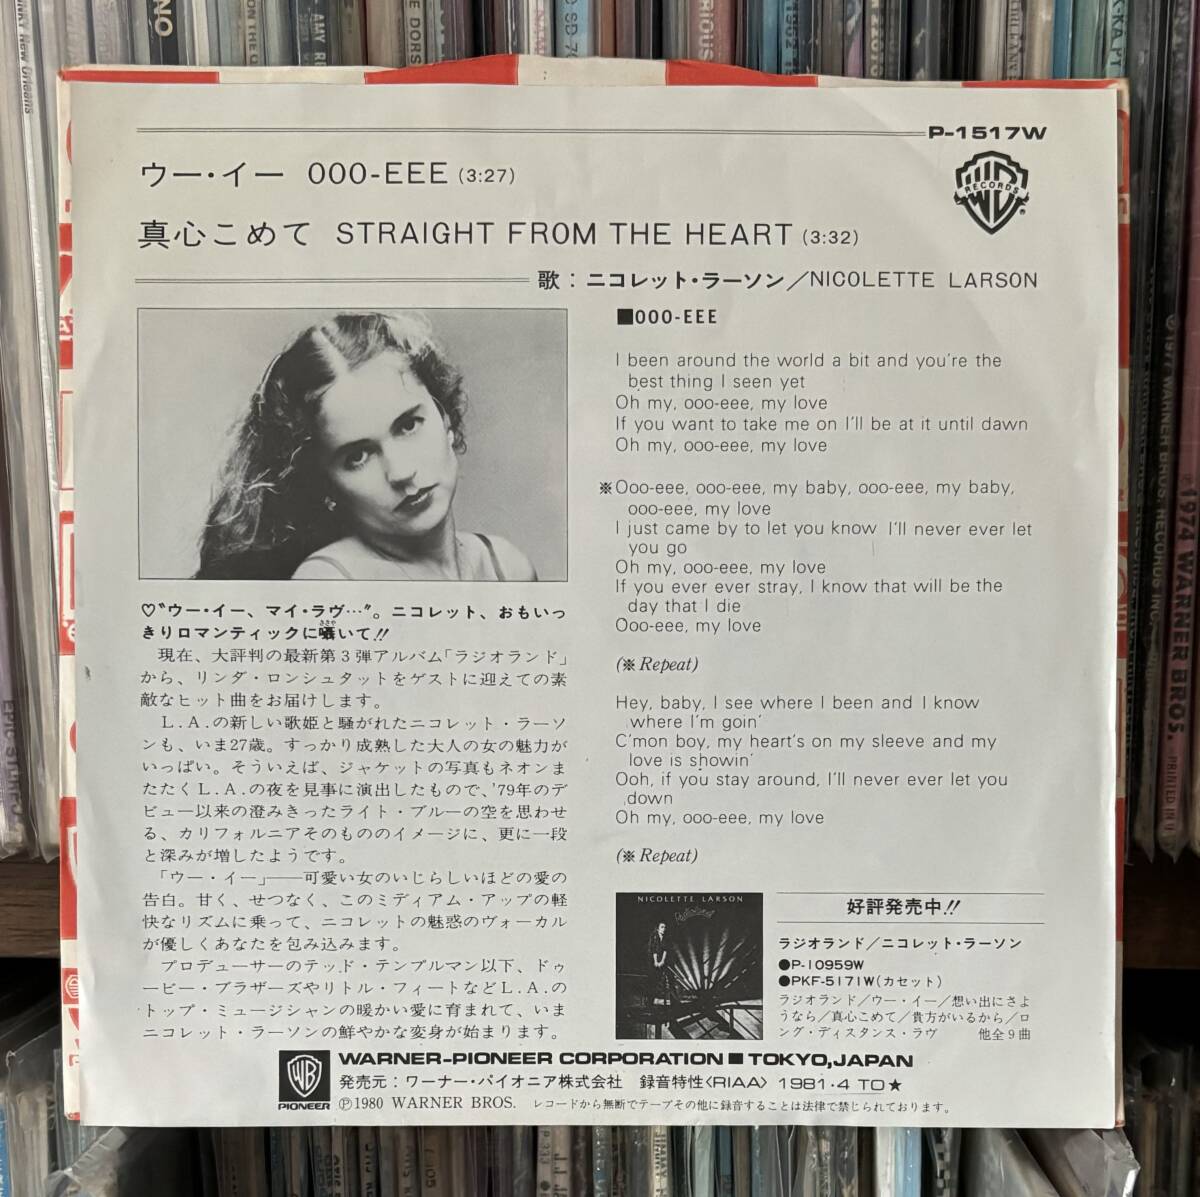 P-1517W
ウー・イー OOO-EEE (3:27)
RECORDS
真心こめて STRAIGHT FROM THE HEART (3:32)
歌：ニコレット・ラーソン／NICOLETTE LARSON
■OOO-EEE
I been around the world a bit and you're the
best thing I seen yet
Oh my, ooo-eee, my love
If you want to take me on I'll be at it until dawn
Oh my, ooo-eee, my love
※Ooo-eee, ooo-eee, my baby, ooo-eee, my baby,
ooo-eee, my love
I just came by to let you know I'll never ever let
you go
Oh my, ooo-eee, my love
If you ever ever stray, I know that will be the
day that I die
Ooo-eee, my love
(※Repeat)
Hey, baby, I see where I been and I know
where I'm goin'
C'mon boy, my heart's on my sleeve and my
love is showin'
Ooh, if you stay around, I'll never ever let you
down
Oh my, ooo-eee, my love
(※Repeat)
♡“ウー・イー、マイ・ラヴ…”。ニコレット、おもいっ
きりロマンティックに囁いて!!
ささや
現在、大評判の最新第3弾アルバム「ラジオランド」
から、リンダ・ロンシュタットをゲストに迎えての素
敵なヒット曲をお届けします。
L.A.の新しい歌姫と騒がれたニコレット・ラーソ
ンも、いま27歳。すっかり成熟した大人の女の魅力が
いっぱい。そういえば、ジャケットの写真もネオンま
たたくL.A.の夜を見事に演出したもので、'79年のデ
ビュー以来の澄みきったライト・ブルーの空を思わせ
る、カリフォルニアそのもののイメージに、更に一段
と深みが増したようです。
「ウー・イー」――可愛い女のいじらしいほどの愛の
告白。甘く、せつなく、このミディアム・アップの軽
快なリズムに乗って、ニコレットの魅惑のヴォーカル
が優しくあなたを包み込みます。
プロデューサーのテッド・テンプルマン以下、ドゥ
ービー・ブラザーズやリトル・フィートなどL.A.の
トップ・ミュージシャンの暖かい愛に育まれて、いま
ニコレット・ラーソンの鮮やかな変身が始まります。
NICOLETTE LARSON
Radioland
好評発売中!!
ラジオランド／ニコレット・ラーソン
●P-10959W
●PKF-5171W(カセット)
ラジオランド／ウー・イー／想い出にさよ
うなら／真心こめて／貴方がいるから／ロ
ング・ディスタンス・ラヴ 他全9曲
PIONEER
WARNER-PIONEER CORPORATION ■ TOKYO, JAPAN
発売元：ワーナー・パイオニア株式会社 録音特性〈RIAA〉 1981・4 TO★
Ⓟ1980 WARNER BROS. レコードから無断でテープその他に録音することは法律で禁じられております。